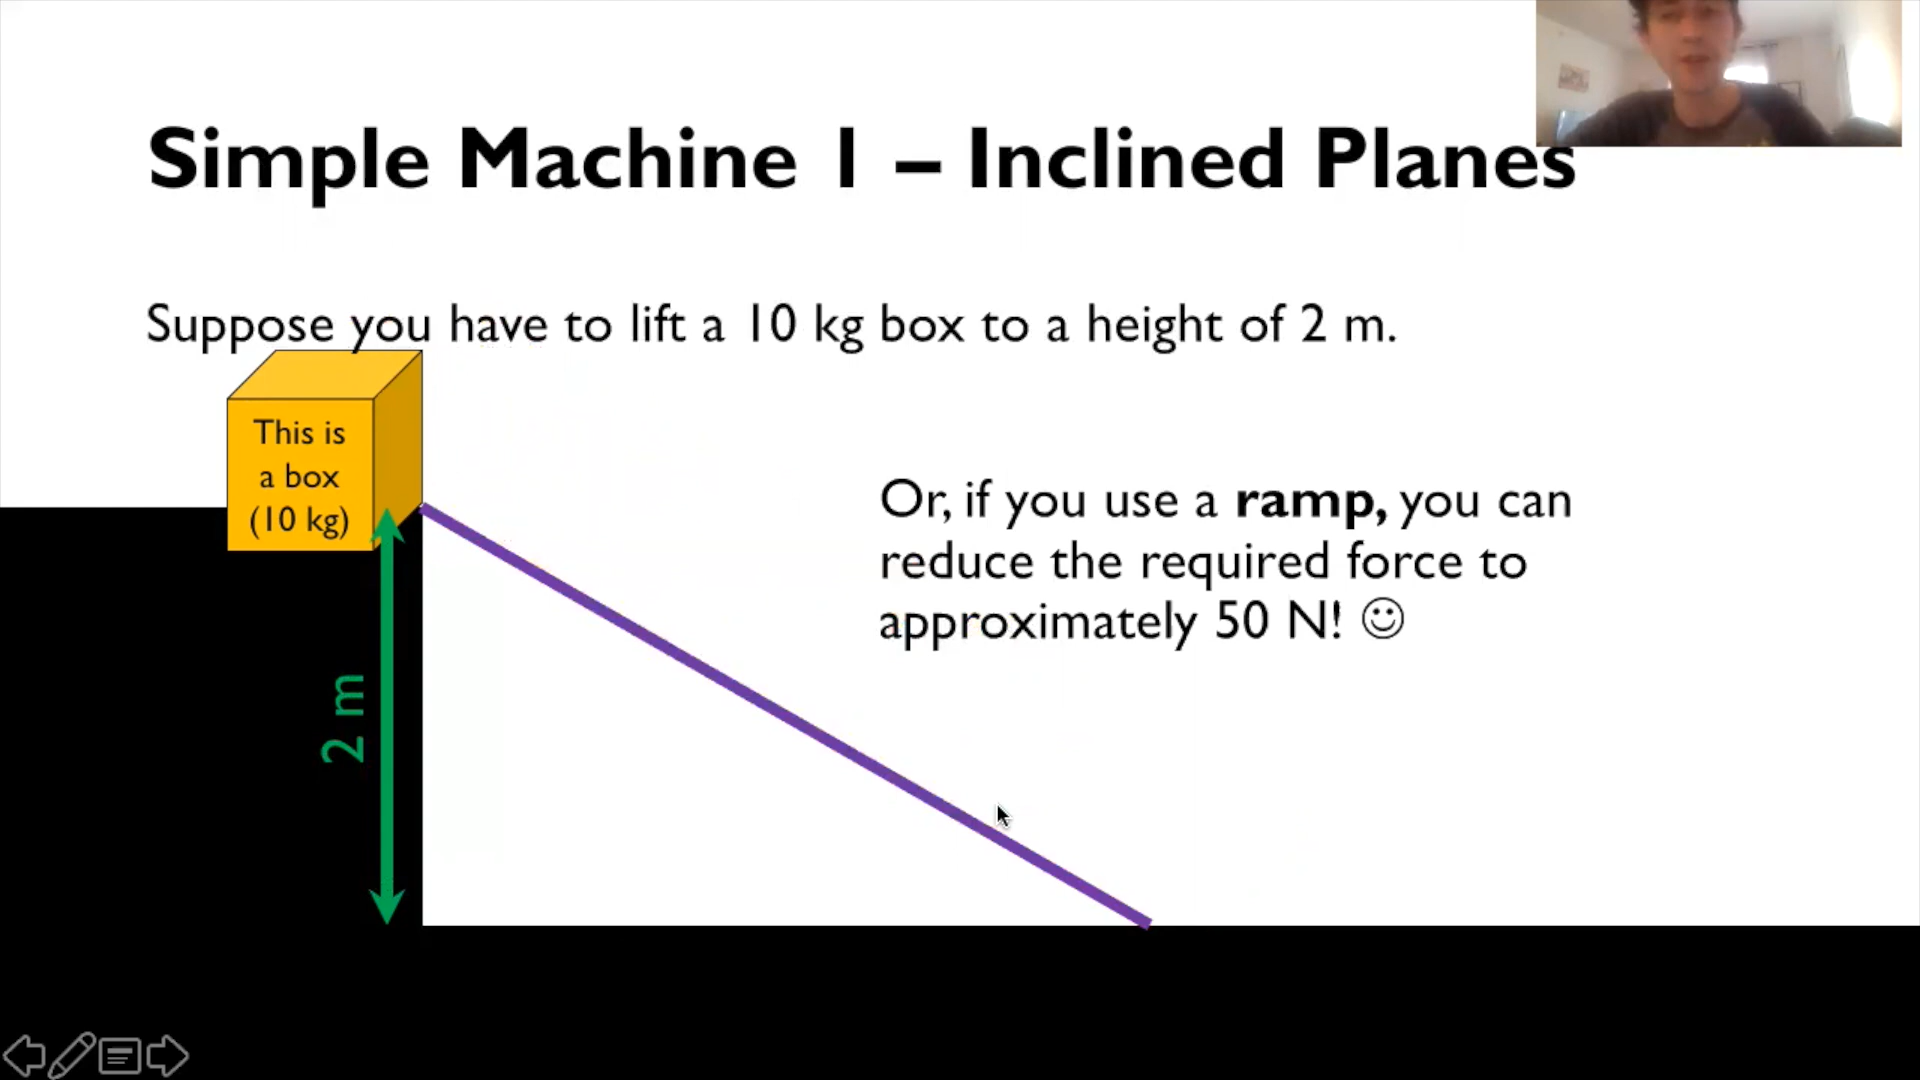 Simple Machine 1 – Inclined Planes
Suppose you have to lift a 10 kg box to a height of 2 m.
This is
a box
(10 kg)
Or, if you use a ramp, you can
reduce the required force to
approximately 50 N! ☺
2 m